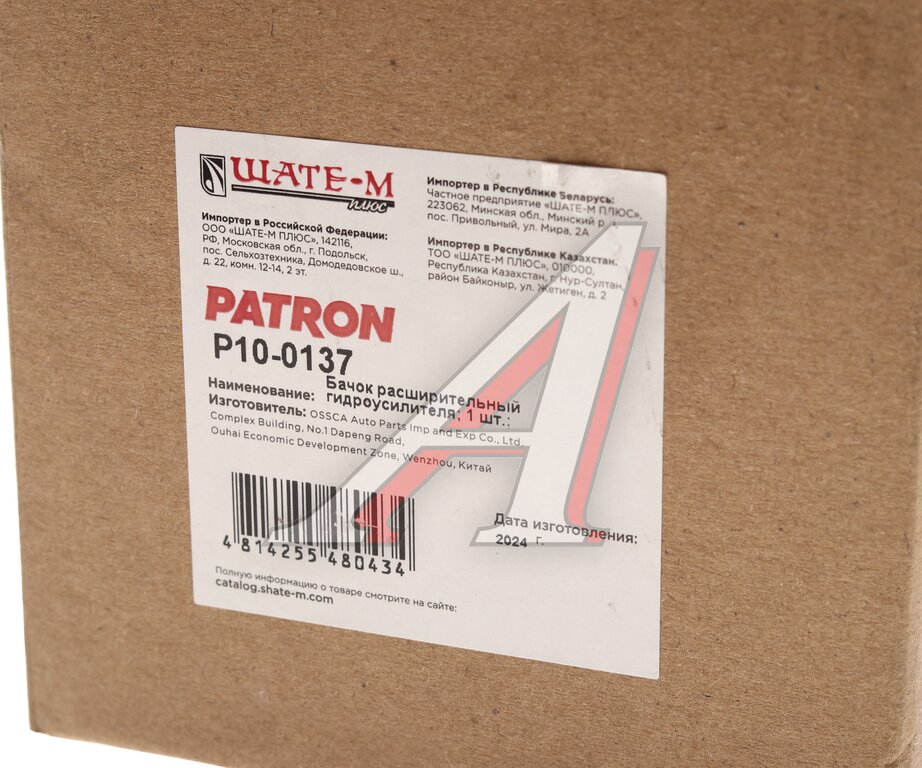 ШАТЕ-М
плюс
Импортер в Российской Федерации:
ООО «ШАТЕ-М ПЛЮС», 142116,
РФ, Московская обл., г. Подольск,
пос. Сельхозтехника, Домодедовское ш.,
д. 22, комн. 12-14, 2 эт.
Импортер в Республике Беларусь:
Частное предприятие «ШАТЕ-М ПЛЮС»,
223062, Минская обл., Минский р
пос. Привольный, ул. Мира, 2А
Импортер в Республике Казахстан:
ТОО «ШАТЕ-М ПЛЮС», 010000,
Республика Казахстан, г. Нур-Султан,
район Байконыр, ул. Жетиген, д. 2
PATRON
P10-0137
Наименование: Бачок расширительный
гидроусилителя; 1 шт.:
Изготовитель: OSSCA Auto Parts Imp and Exp Co., Ltd.
Complex Building, No.1 Dapeng Road,
Ouhai Economic Development Zone, Wenzhou, Китай
4 814255 480434
Дата изготовления:
2024 г.
Полную информацию о товаре смотрите на сайте:
catalog.shate-m.com